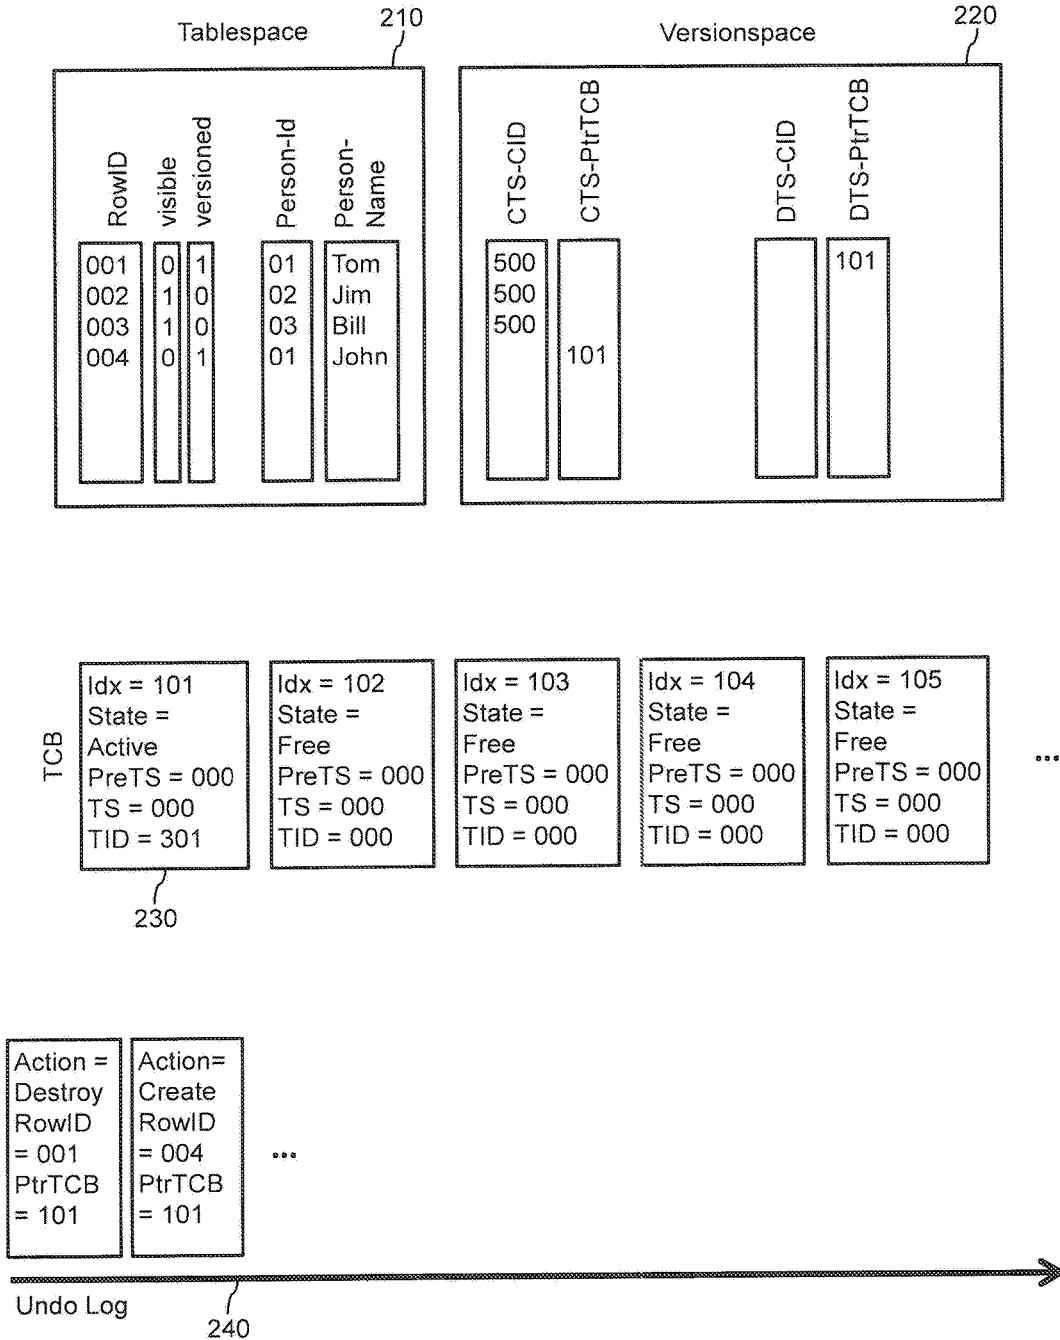 Tablespace
210
Versionspace
220
RowID
visible
versioned
Person-Id
Person-
Name
CTS-CID
CTS-PtrTCB
DTS-CID
DTS-PtrTCB
001 0 1 01 Tom 500 101
002 1 0 02 Jim 500
003 1 0 03 Bill 500
004 0 1 01 John 101
TCB
Idx = 101
State =
Active
PreTS = 000
TS = 000
TID = 301
Idx = 102
State =
Free
PreTS = 000
TS = 000
TID = 000
Idx = 103
State =
Free
PreTS = 000
TS = 000
TID = 000
Idx = 104
State =
Free
PreTS = 000
TS = 000
TID = 000
Idx = 105
State =
Free
PreTS = 000
TS = 000
TID = 000
...
230
Action =
Destroy
RowID
= 001
PtrTCB
= 101
Action=
Create
RowID
= 004
PtrTCB
= 101
...
Undo Log
240